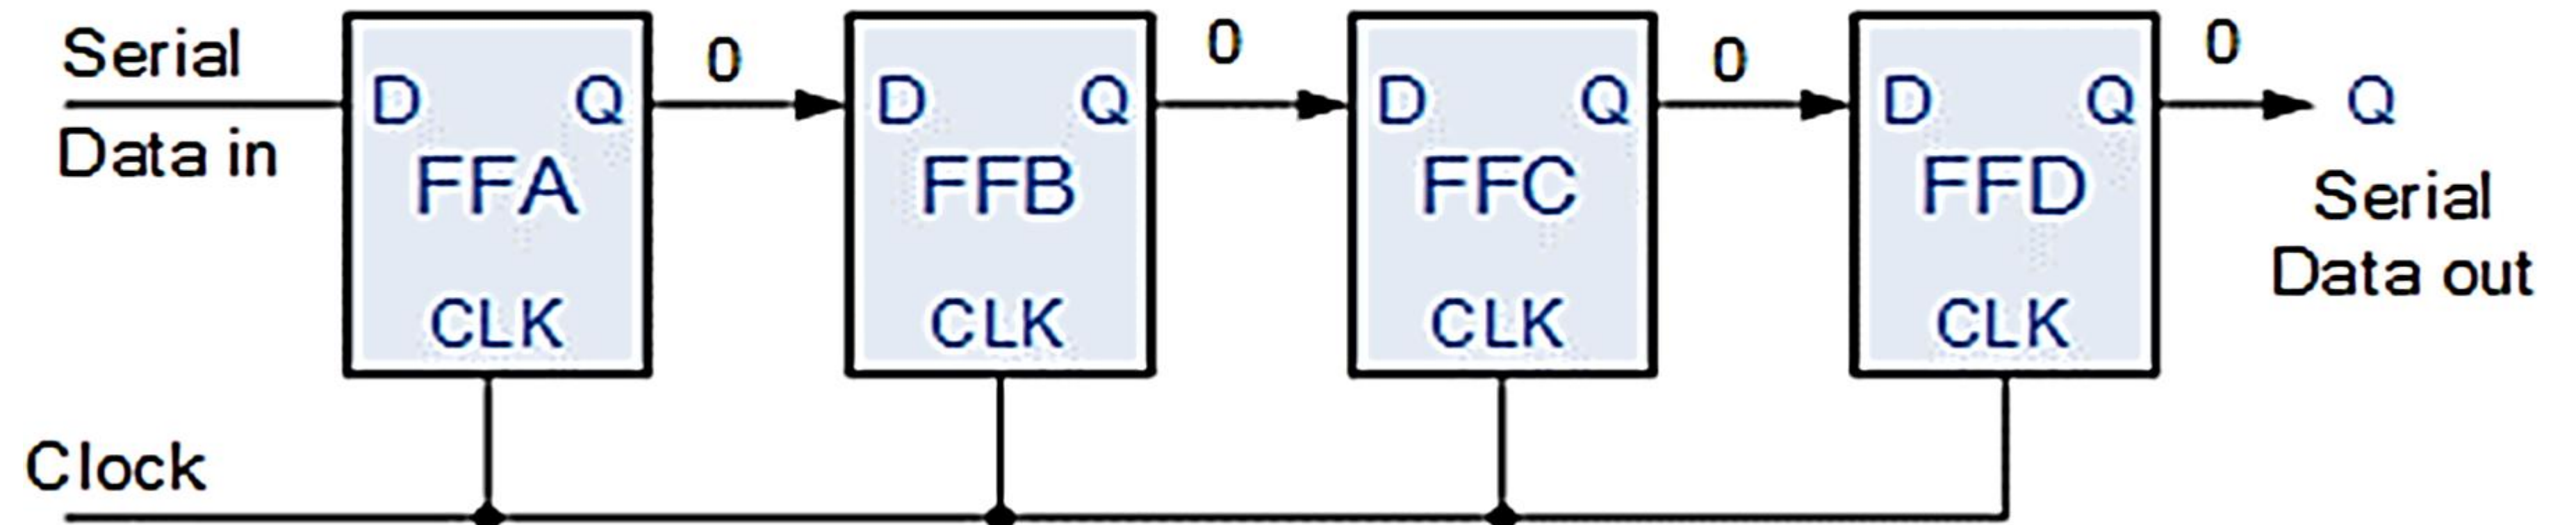 Serial
Data in
D Q
FFA
CLK
0
D Q
FFB
CLK
0
D Q
FFC
CLK
0
D Q
FFD
CLK
0
Q
Serial
Data out
Clock